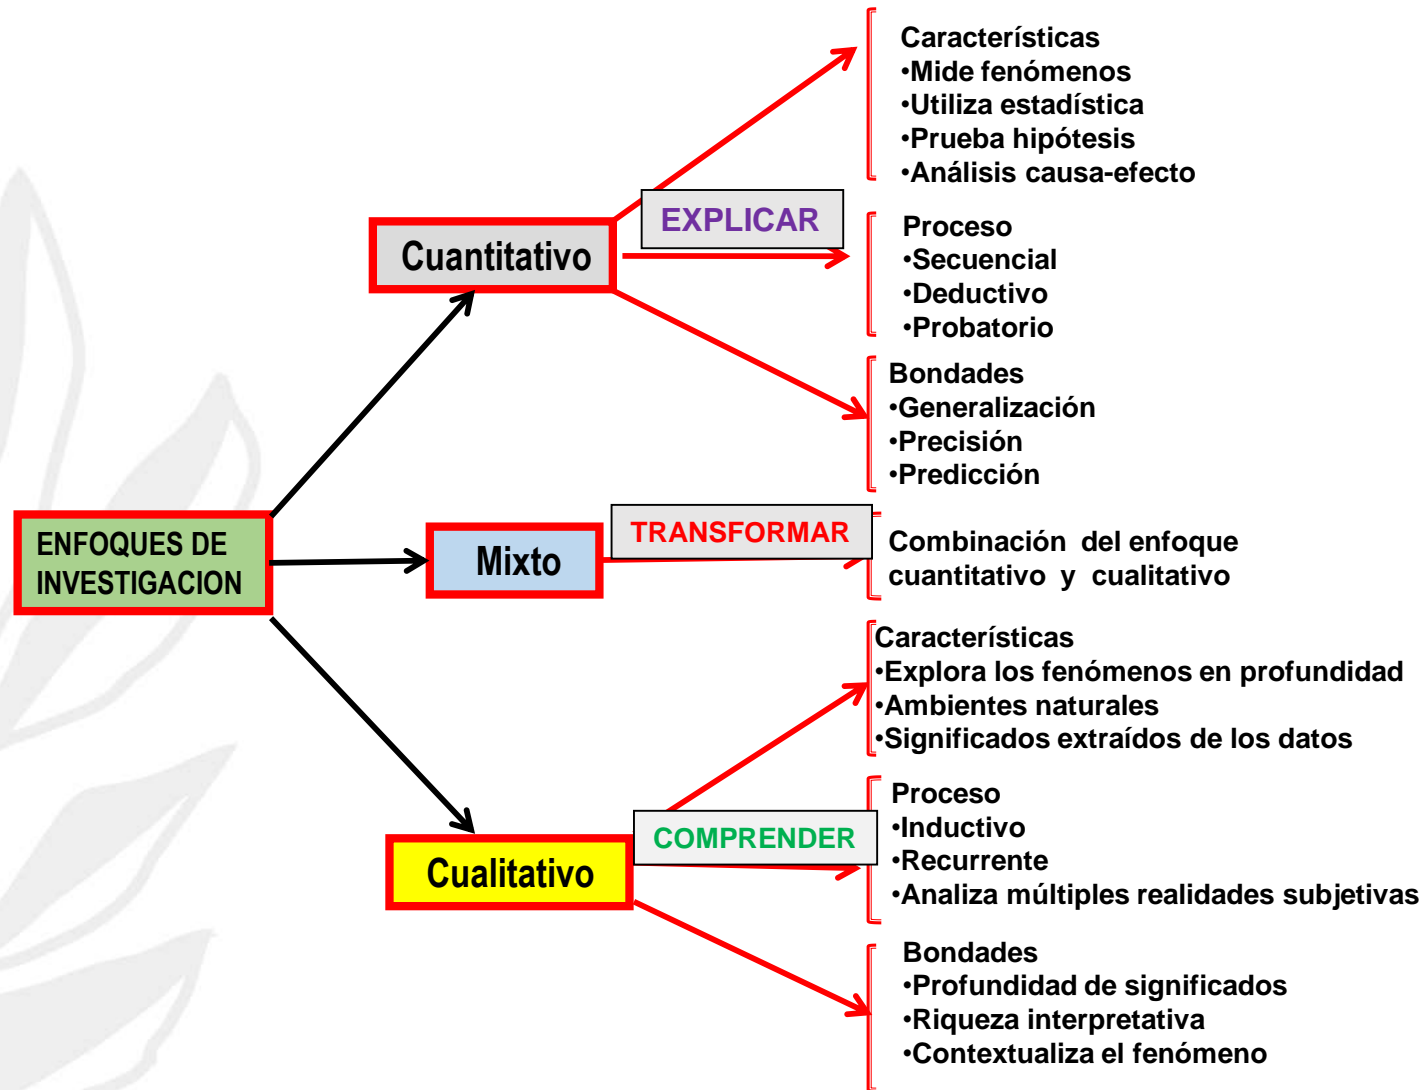 Características
•Mide fenómenos
•Utiliza estadística
•Prueba hipótesis
•Análisis causa-efecto
EXPLICAR
Cuantitativo
Proceso
•Secuencial
•Deductivo
•Probatorio
Bondades
•Generalización
•Precisión
•Predicción
ENFOQUES DE
INVESTIGACION
Mixto
TRANSFORMAR
Combinación del enfoque
cuantitativo y cualitativo
Características
•Explora los fenómenos en profundidad
•Ambientes naturales
•Significados extraídos de los datos
COMPRENDER
Cualitativo
Proceso
•Inductivo
•Recurrente
•Analiza múltiples realidades subjetivas
Bondades
•Profundidad de significados
•Riqueza interpretativa
•Contextualiza el fenómeno